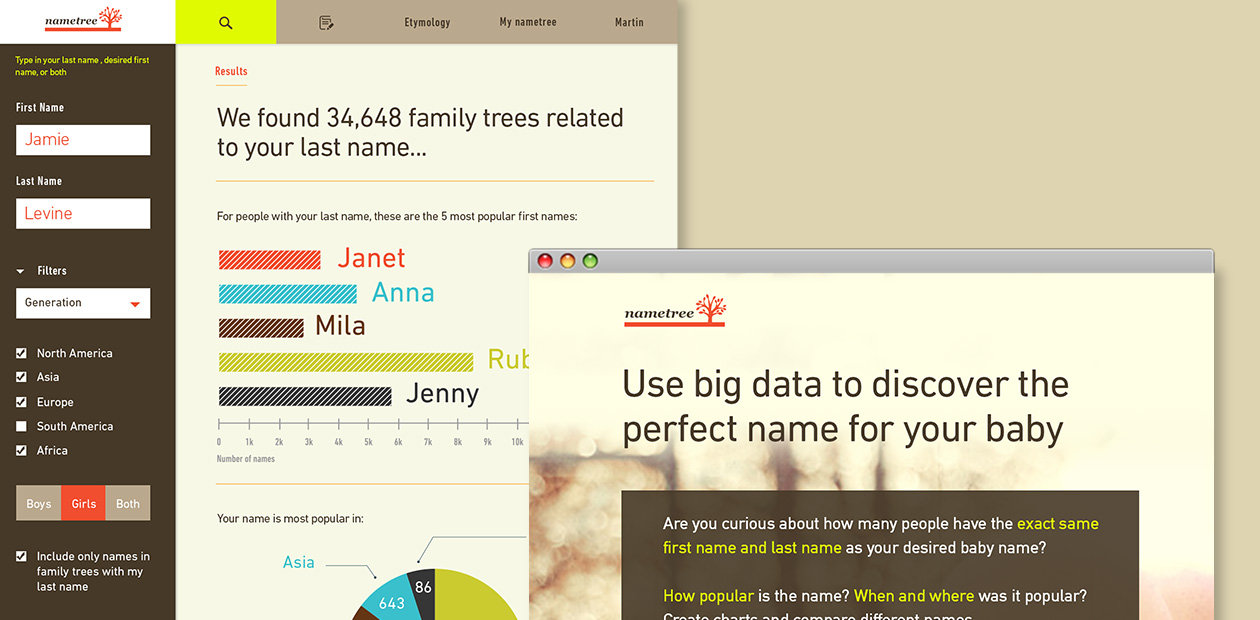 nametree
Etymology
My nametree
Martin
Type in your last name , desired first
name, or both
First Name
Jamie
Last Name
Levine
Filters
Generation
North America
Asia
Europe
South America
Africa
Boys Girls Both
Include only names in
family trees with my
last name
Results
We found 34,648 family trees related
to your last name...
For people with your last name, these are the 5 most popular first names:
Janet
Anna
Mila
Rub
Jenny
0 1k 2k 3k 4k 5k 6k 7k 8k 9k 10k
Number of names
Your name is most popular in:
Asia
86
643
nametree
Use big data to discover the
perfect name for your baby
Are you curious about how many people have the exact same
first name and last name as your desired baby name?
How popular is the name? When and where was it popular?
Create charts and compare different names